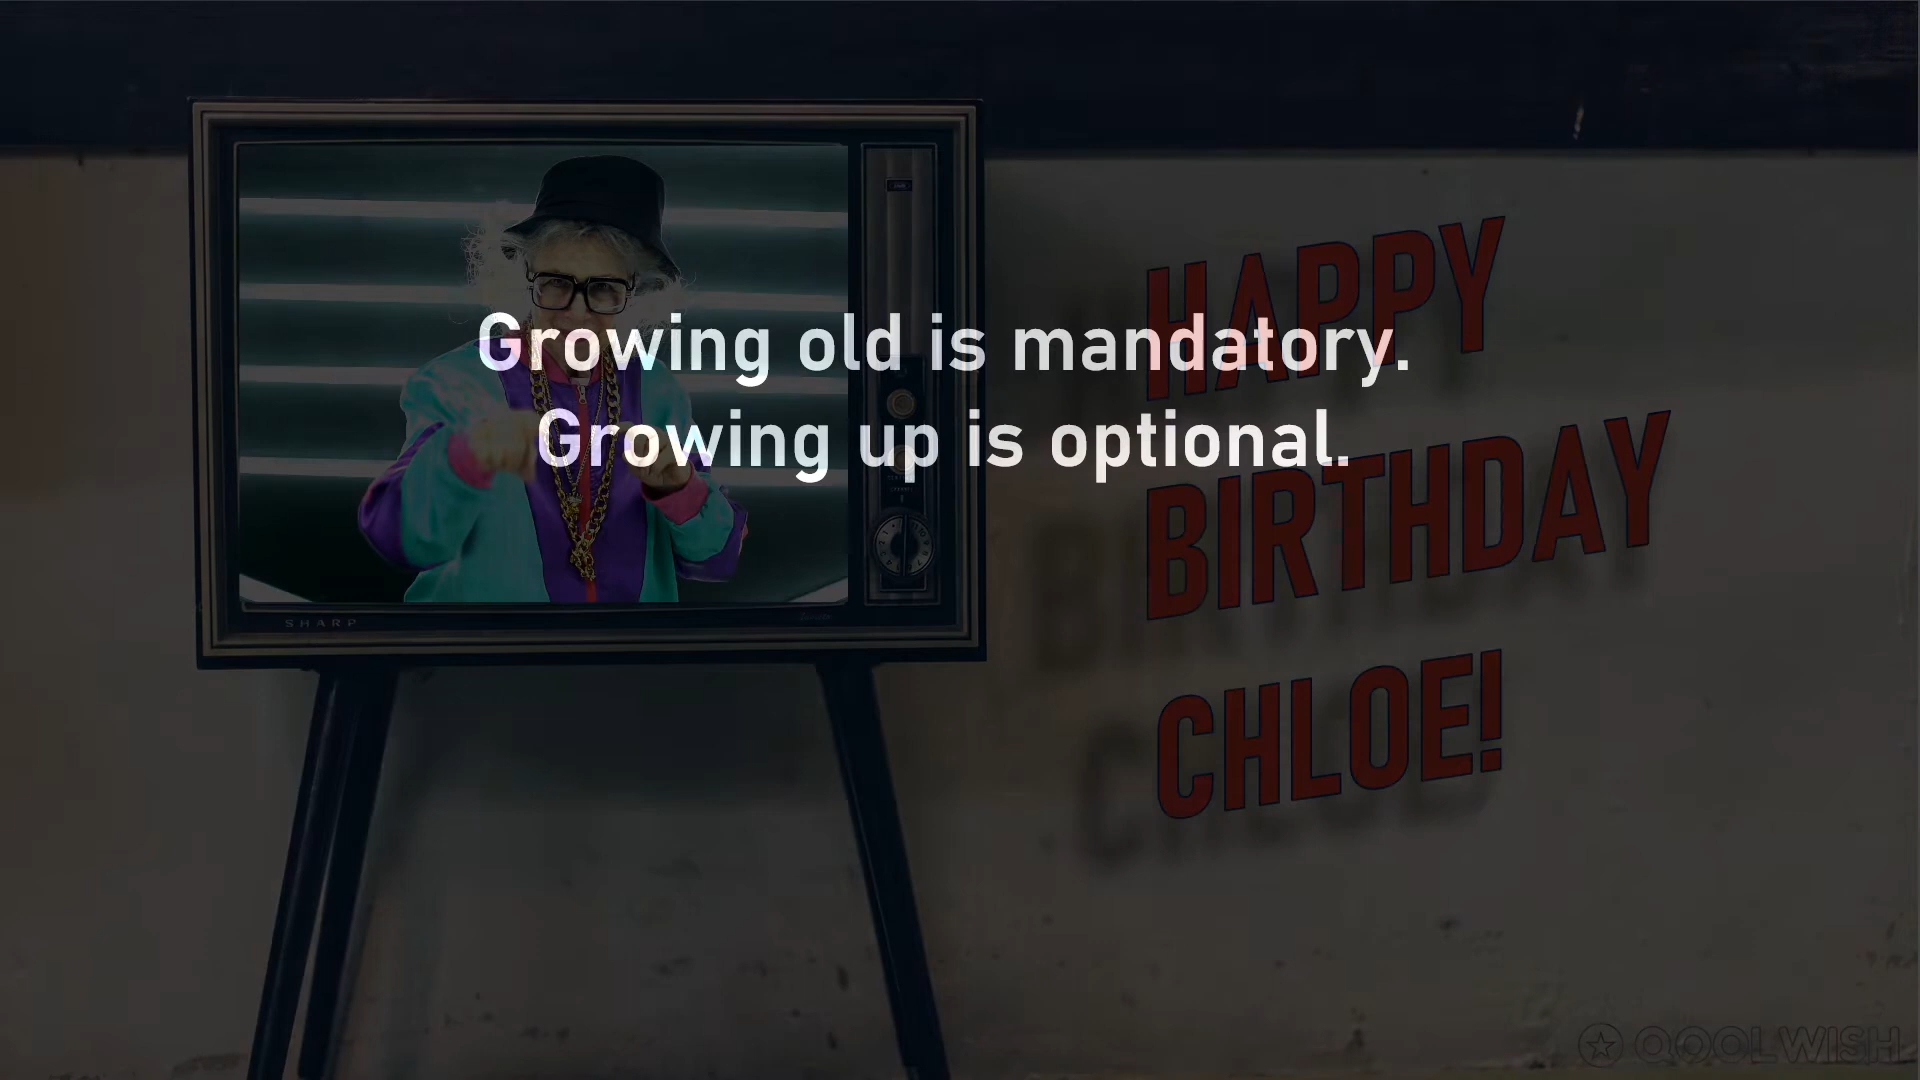 Growing old is mandatory.
Growing up is optional.
HAPPY
BIRTHDAY
CHLOE!
SHARP
QOOLWISH